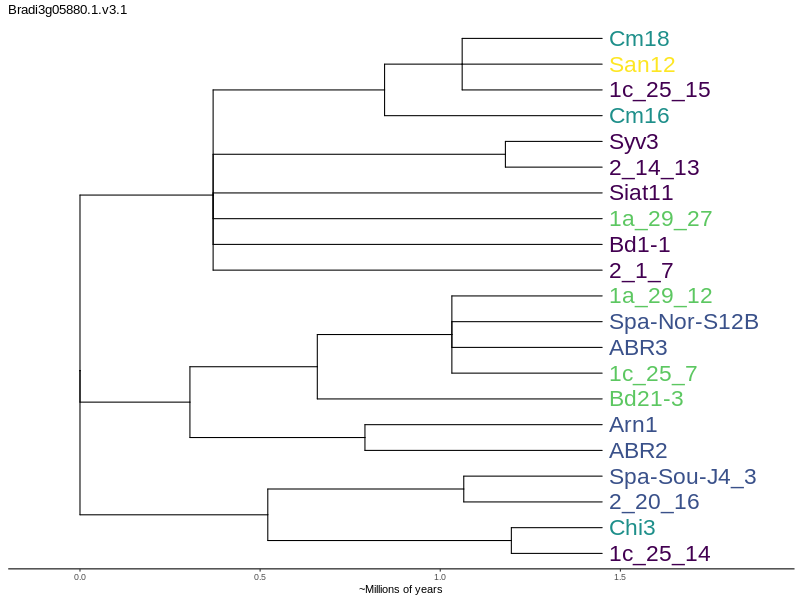 Bradi3g05880.1.v3.1
Cm18
San12
1c_25_15
Cm16
Syv3
2_14_13
Siat11
1a_29_27
Bd1-1
2_1_7
1a_29_12
Spa-Nor-S12B
ABR3
1c_25_7
Bd21-3
Arn1
ABR2
Spa-Sou-J4_3
2_20_16
Chi3
1c_25_14
0.0 0.5 1.0 1.5
~Millions of years